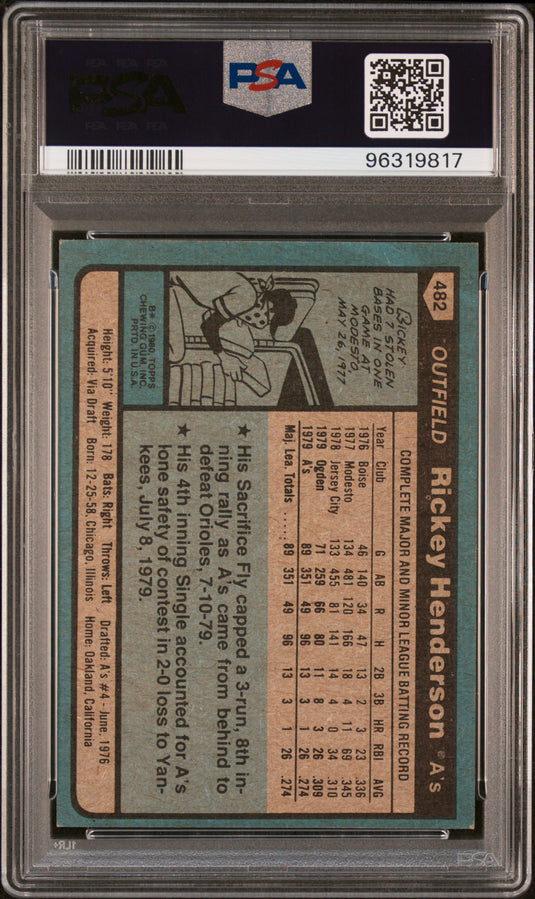 PSA
PSA
96319817
482 OUTFIELD Rickey Henderson A's
RICKEY
HAD 7 STOLEN
BASES IN ONE
GAME AT
MODESTO,
MAY 26, 1977
B* © 1980, TOPPS
CHEWING GUM, INC.
PRTD. IN U.S.A.
COMPLETE MAJOR AND MINOR LEAGUE BATTING RECORD
Year Club G AB R H 2B 3B HR RBI AVG
1976 Boise 46 140 34 47 13 2 3 23 .336
1977 Modesto 134 481 120 166 18 4 11 69 .345
1978 Jersey City 133 455 81 141 14 4 0 34 .310
1979 Ogden 71 259 66 80 11 8 3 26 .309
1979 A's 89 351 49 96 13 3 1 26 .274
Maj. Lea. Totals ..... 89 351 49 96 13 3 1 26 .274
★ His Sacrifice Fly capped a 3-run, 8th in-
ning rally as A's came from behind to
defeat Orioles, 7-10-79.
★ His 4th inning Single accounted for A's
lone safety of contest in 2-0 loss to Yan-
kees, July 8, 1979.
Height: 5'10" Weight: 178 Bats: Right Throws: Left Drafted: A's #4 - June, 1976
Acquired: Via Draft Born: 12-25-58, Chicago, Illinois Home: Oakland, California
1LR+
PSA